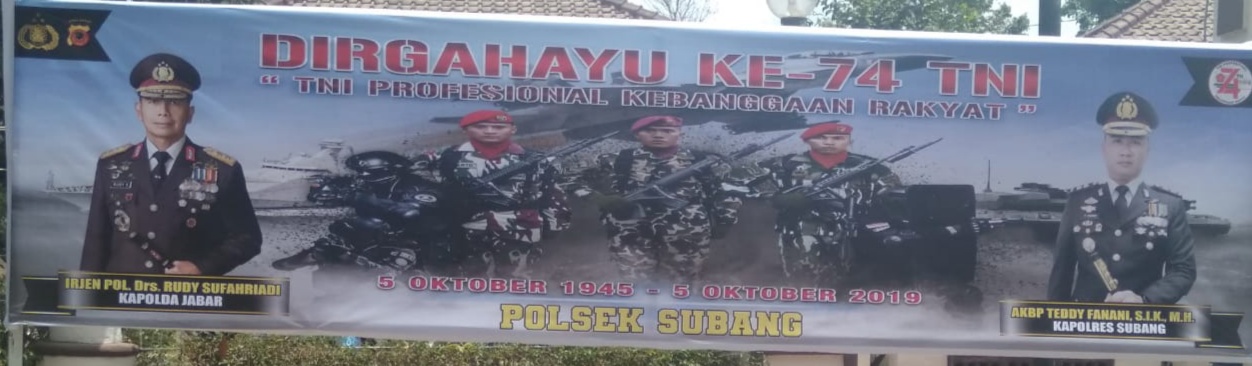 DIRGAHAYU KE-74 TNI
“ TNI PROFESIONAL KEBANGGAAN RAKYAT ”
IRJEN POL. Drs. RUDY SUFAHRIADI
KAPOLDA JABAR
5 OKTOBER 1945 - 5 OKTOBER 2019
POLSEK SUBANG
AKBP TEDDY FANANI, S.I.K., M.H.
KAPOLRES SUBANG